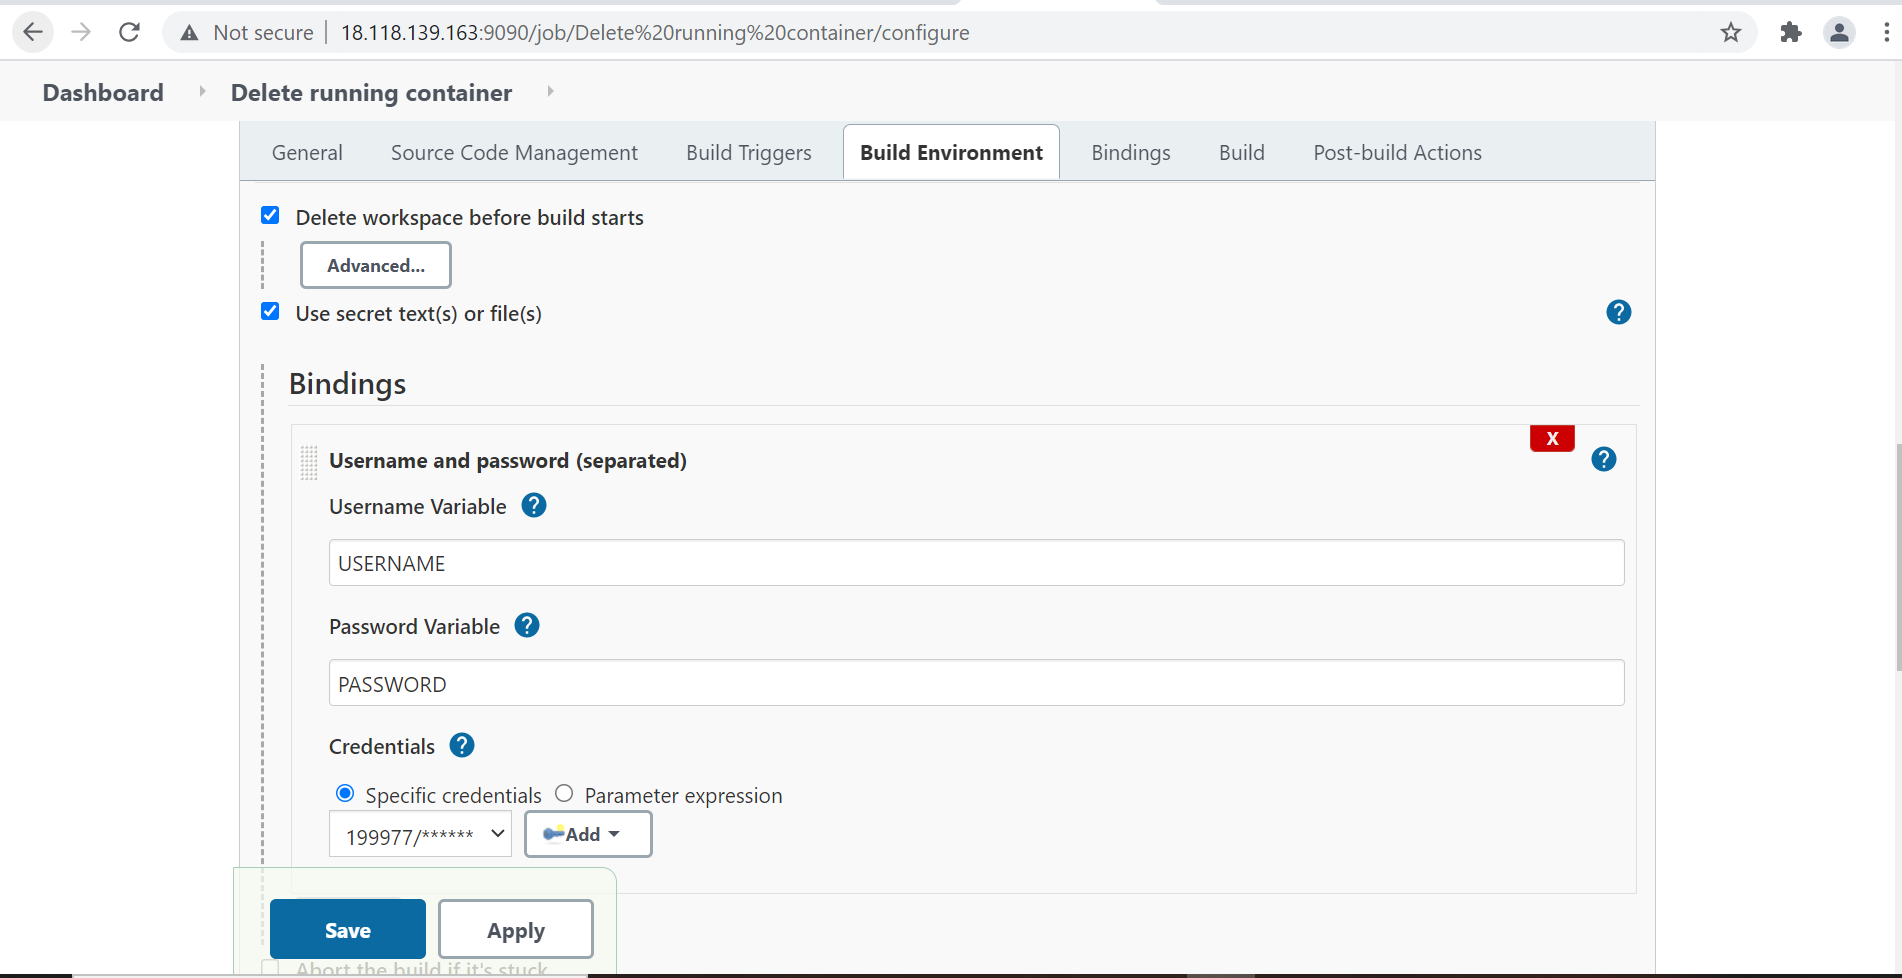 Not secure 18.118.139.163:9090/job/Delete%20running%20container/configure
Dashboard Delete running container
General Source Code Management Build Triggers Build Environment Bindings Build Post-build Actions
Delete workspace before build starts
Advanced...
Use secret text(s) or file(s)
?
Bindings
X
Username and password (separated)
?
Username Variable ?
USERNAME
Password Variable ?
PASSWORD
Credentials ?
Specific credentials Parameter expression
199977/****** Add
Save Apply
Abort the build if it's stuck